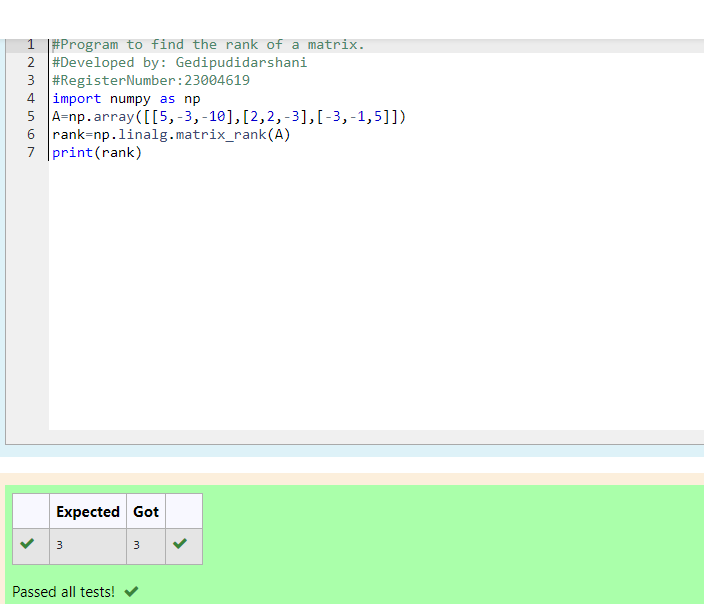 1 #Program to find the rank of a matrix.
2 #Developed by: Gedipudidarshani
3 #RegisterNumber:23004619
4 import numpy as np
5 A=np.array([[5,-3,-10],[2,2,-3],[-3,-1,5]])
6 rank=np.linalg.matrix_rank(A)
7 print(rank)
Expected Got
3 3
Passed all tests!